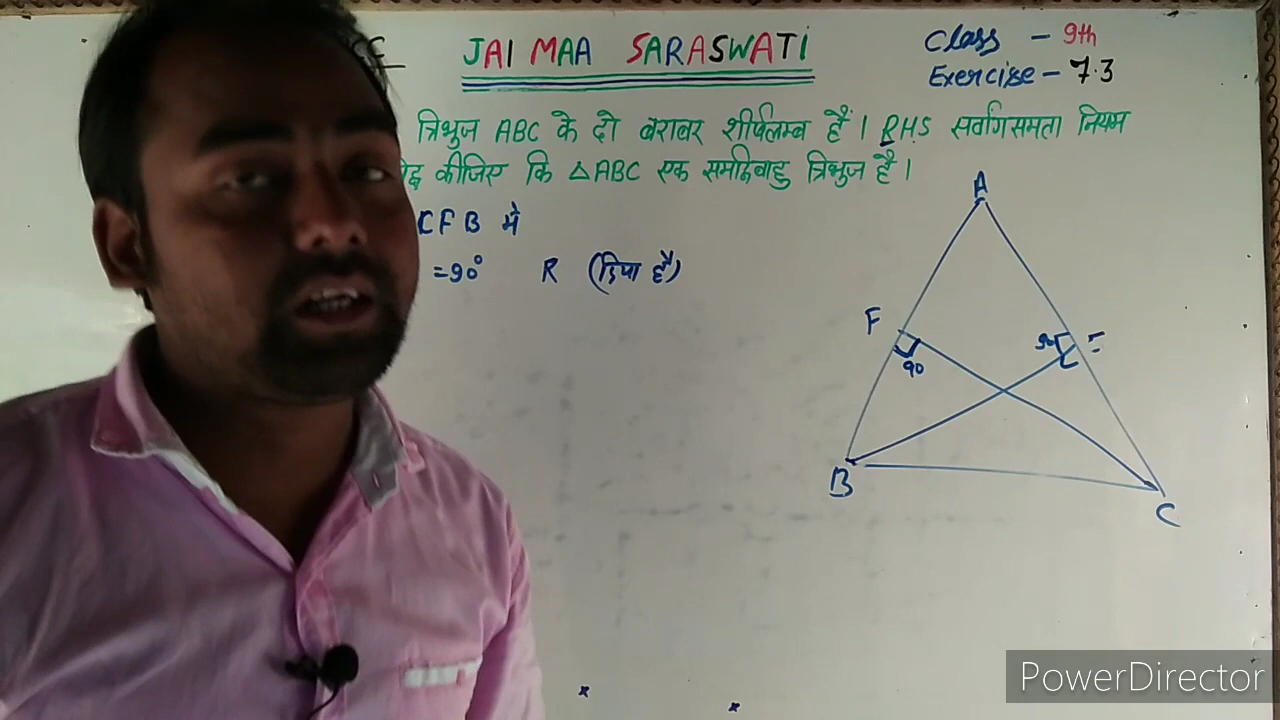 JAI MAA SARASWATI
Class - 9th
Exercise - 7.3
त्रिभुज ABC के दो बराबर शीर्षलम्ब हैं । RHS सर्वांगसमता नियम
कीजिए कि △ABC एक समद्विबाहु त्रिभुज है ।
CFB मे
=90° R (दिया है)
A
F
90
90
E
B
C
PowerDirector